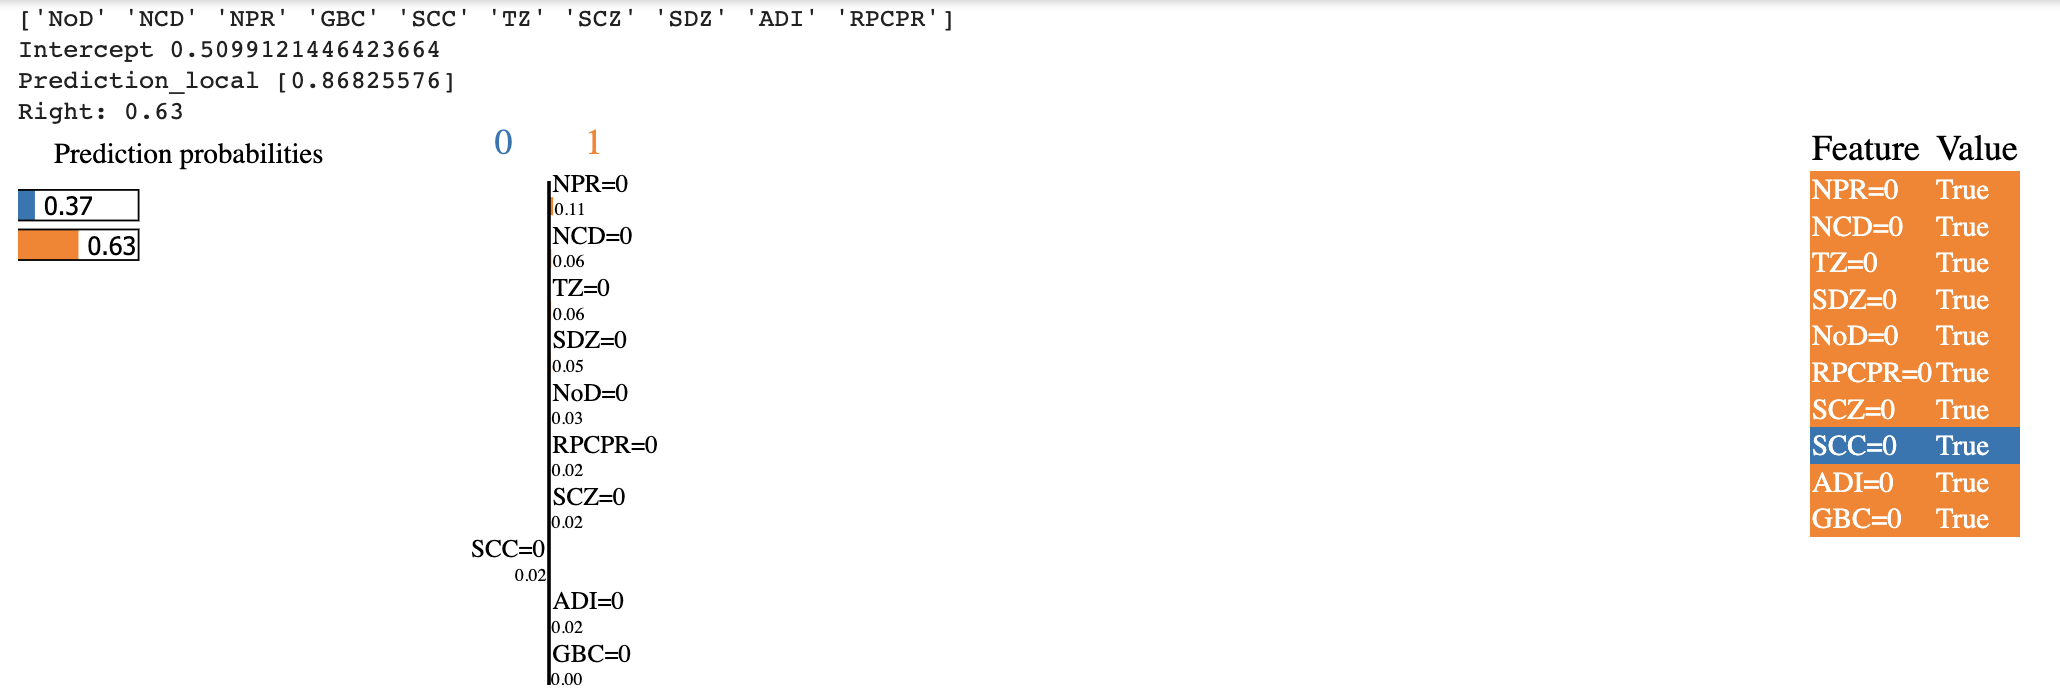 ['NoD' 'NCD' 'NPR' 'GBC' 'SCC' 'TZ' 'SCZ' 'SDZ' 'ADI' 'RPCPR']
Intercept 0.5099121446423664
Prediction_local [0.86825576]
Right: 0.63
Prediction probabilities
0.37
0.63
0 1
NPR=0
0.11
NCD=0
0.06
TZ=0
0.06
SDZ=0
0.05
NoD=0
0.03
RPCPR=0
0.02
SCZ=0
0.02
SCC=0
0.02
ADI=0
0.02
GBC=0
0.00
Feature Value
NPR=0 True
NCD=0 True
TZ=0 True
SDZ=0 True
NoD=0 True
RPCPR=0 True
SCZ=0 True
SCC=0 True
ADI=0 True
GBC=0 True